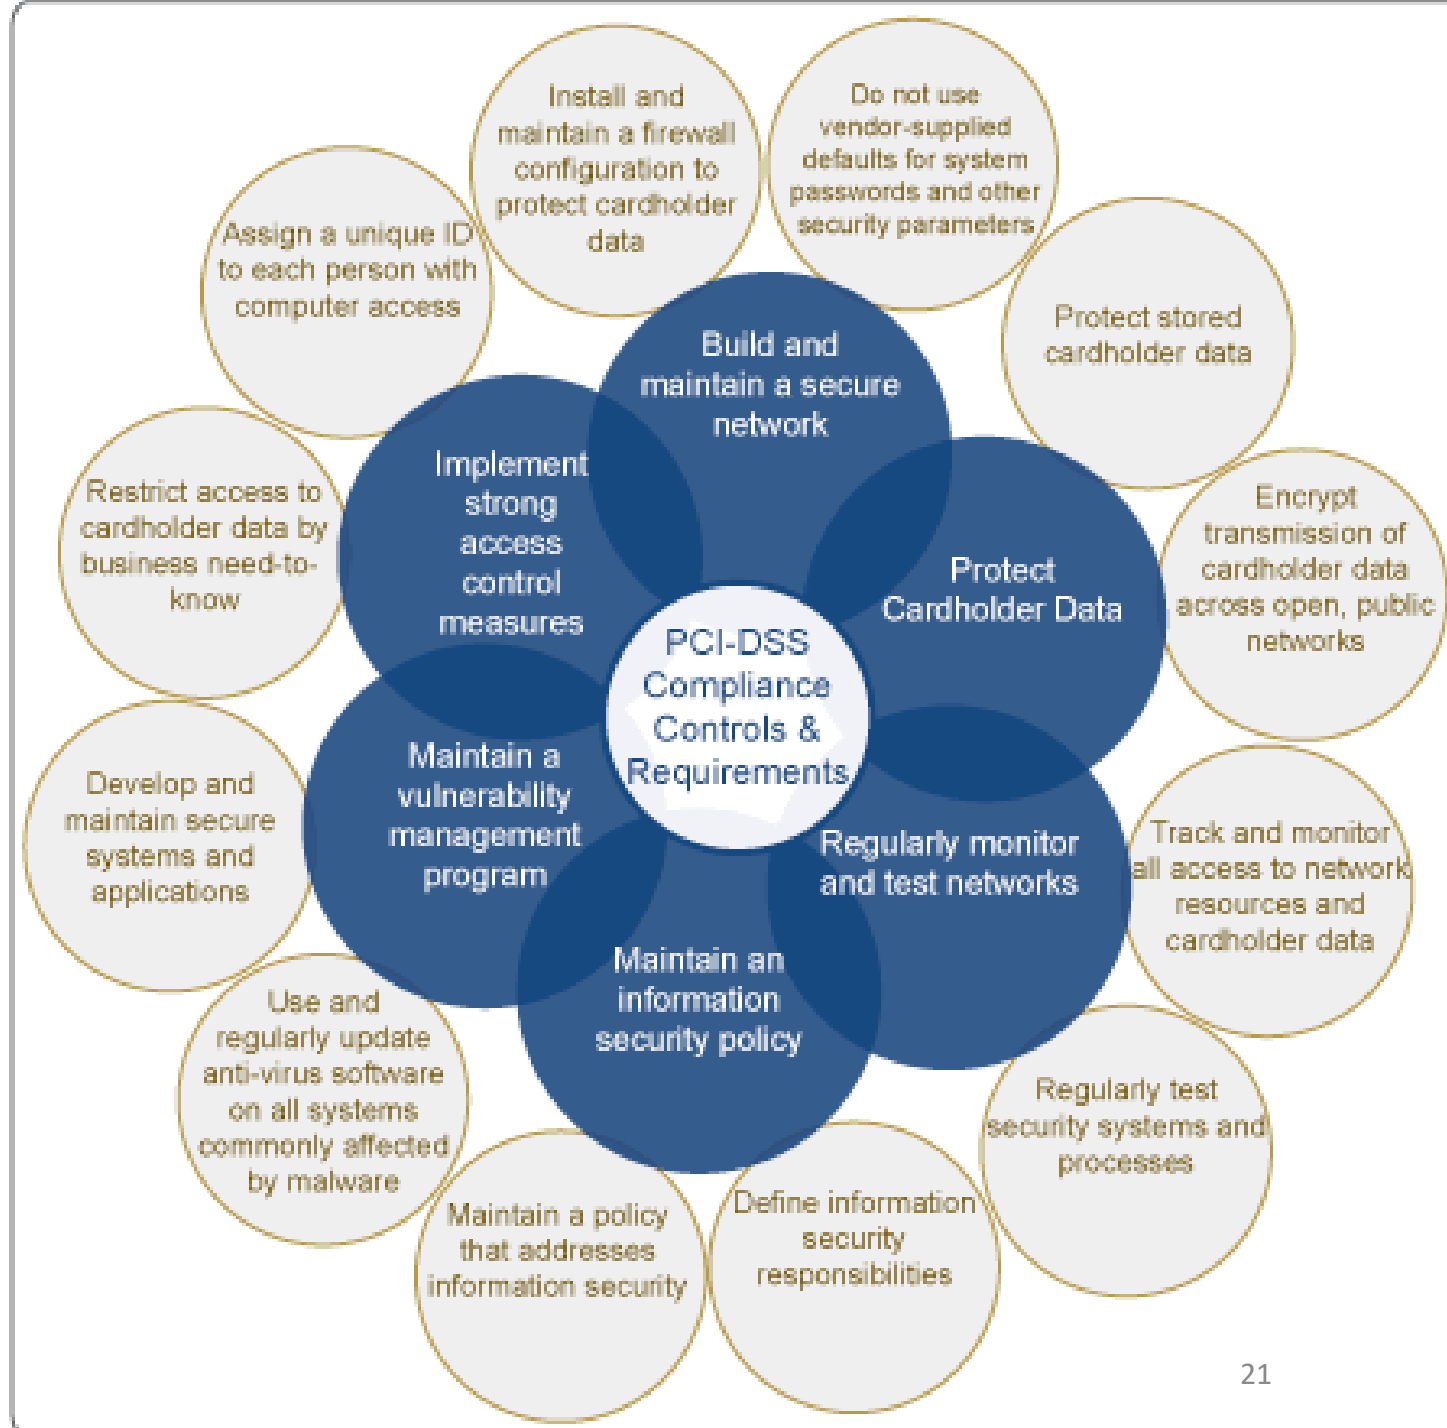 PCI-DSS
Compliance
Controls &
Requirements
Build and
maintain a secure
network
Protect
Cardholder Data
Regularly monitor
and test networks
Maintain an
information
security policy
Maintain a
vulnerability
management
program
Implement
strong
access
control
measures
Install and
maintain a firewall
configuration to
protect cardholder
data
Do not use
vendor-supplied
defaults for system
passwords and other
security parameters
Protect stored
cardholder data
Encrypt
transmission of
cardholder data
across open, public
networks
Track and monitor
all access to network
resources and
cardholder data
Regularly test
security systems and
processes
Define information
security
responsibilities
Maintain a policy
that addresses
information security
Use and
regularly update
anti-virus software
on all systems
commonly affected
by malware
Develop and
maintain secure
systems and
applications
Restrict access to
cardholder data by
business need-to-
know
Assign a unique ID
to each person with
computer access
21